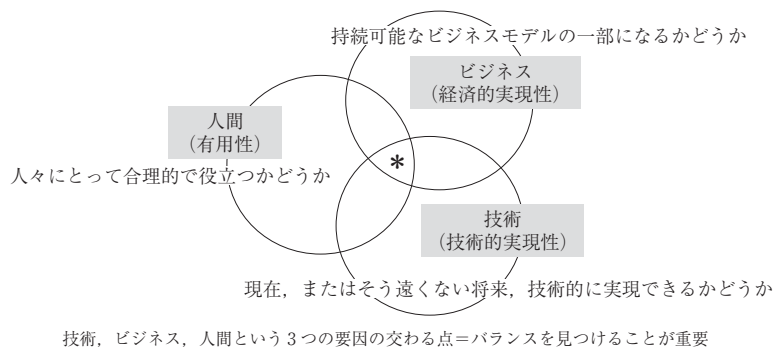 持続可能なビジネスモデルの一部になるかどうか
ビジネス
（経済的実現性）
人間
（有用性）
人々にとって合理的で役立つかどうか
*
技術
（技術的実現性）
現在，またはそう遠くない将来，技術的に実現できるかどうか
技術，ビジネス，人間という3つの要因の交わる点＝バランスを見つけることが重要